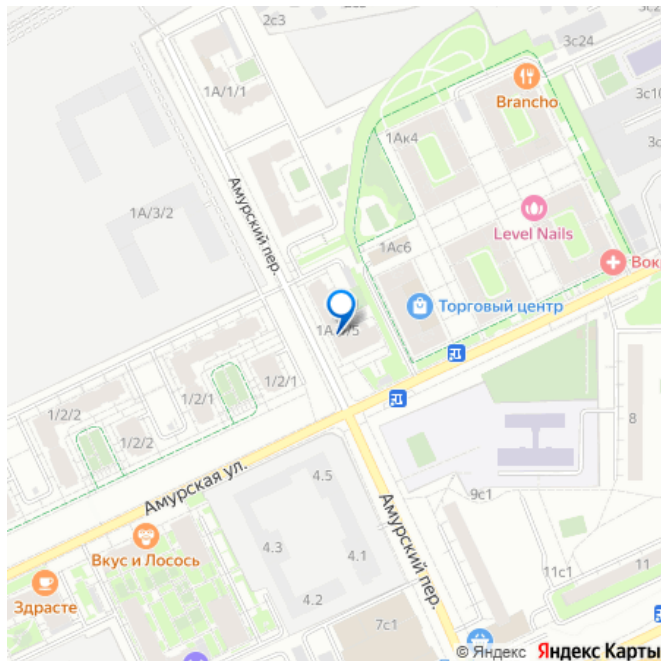 2с3
3с24
1А/1/1
Brancho
3с10
1Ак4
Амурский пер.
1А/3/2
Level Nails
1Ас6
Вок
Торговый центр
1/2/1
1/2/2
1/2/1
1/2/2
8
Амурская ул.
4.5
9с1
Амурский пер.
Вкус и Лосось
4.3
4.1
Здрасте
4.2
11с1
11
7с1
© Яндекс Яндекс Карты